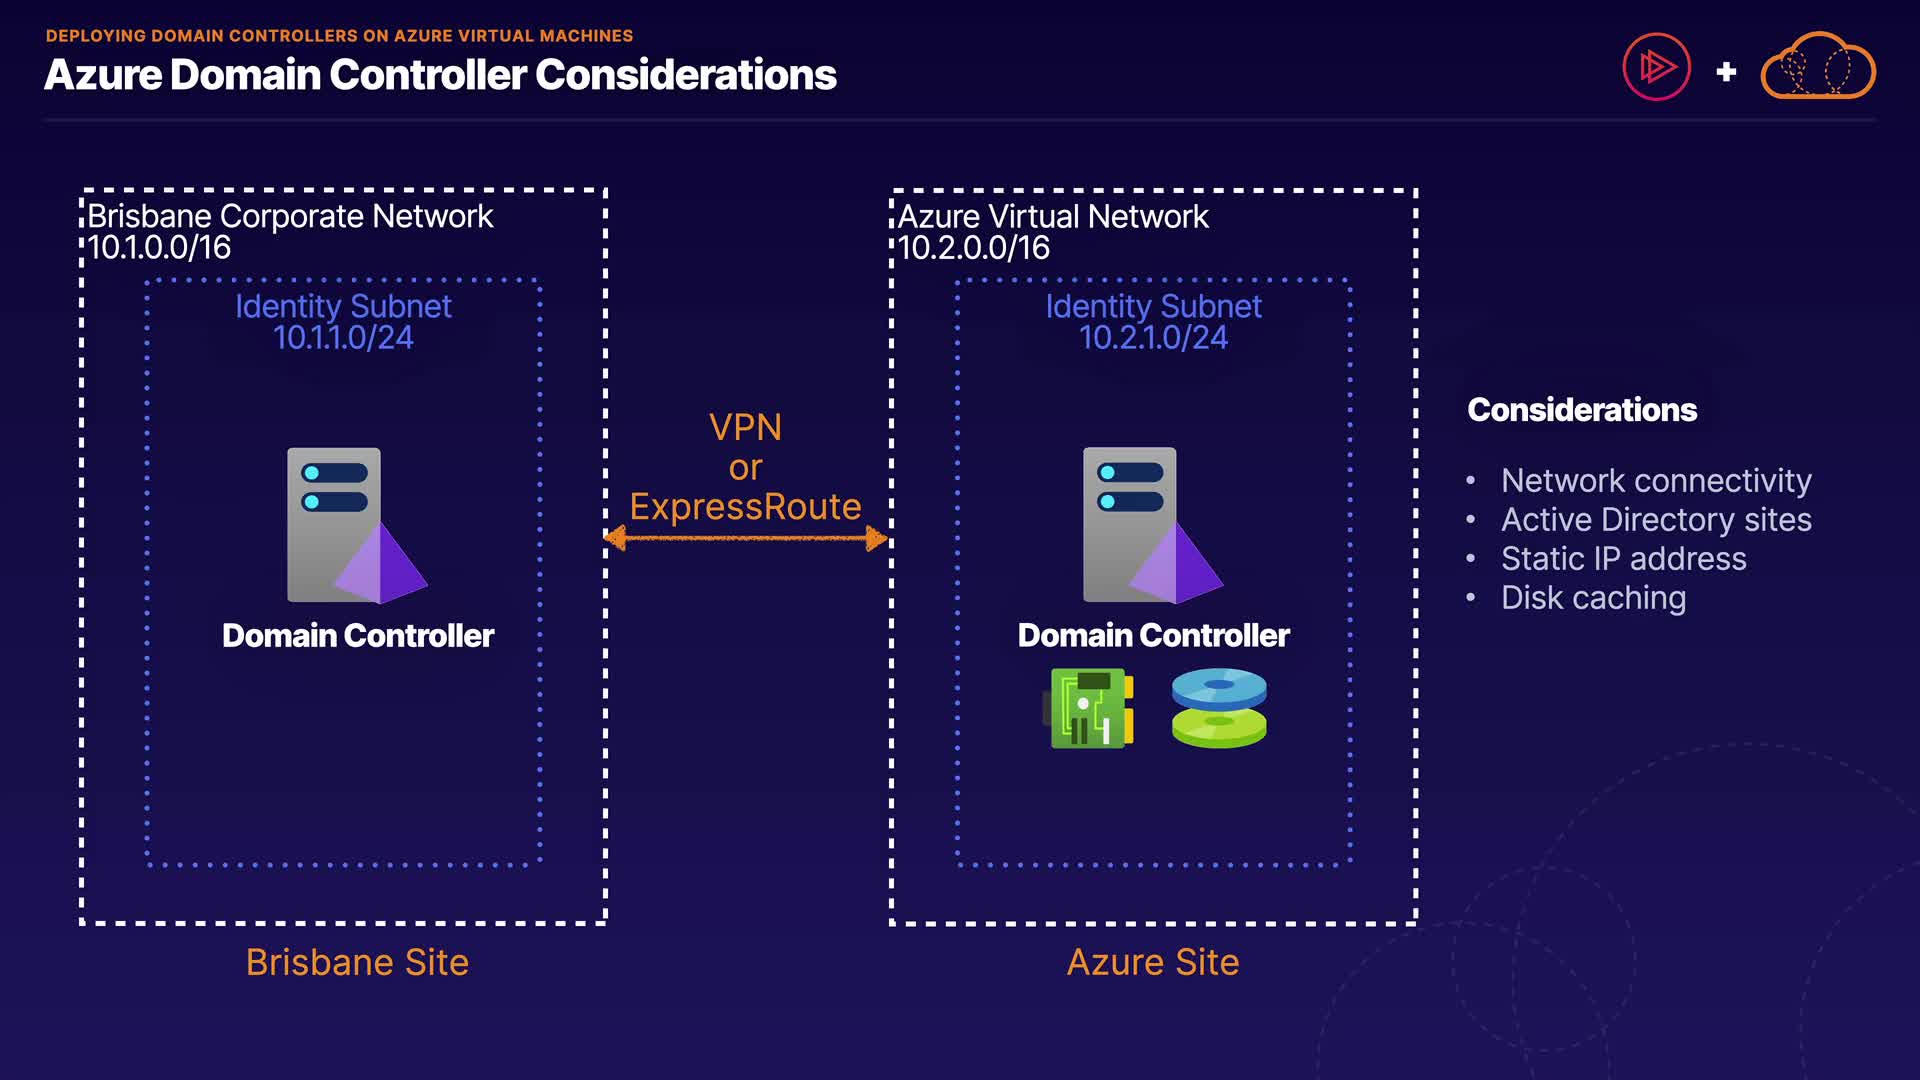 DEPLOYING DOMAIN CONTROLLERS ON AZURE VIRTUAL MACHINES
Azure Domain Controller Considerations
Brisbane Corporate Network
10.1.0.0/16
Identity Subnet
10.1.1.0/24
Domain Controller
Brisbane Site
VPN
or
ExpressRoute
Azure Virtual Network
10.2.0.0/16
Identity Subnet
10.2.1.0/24
Domain Controller
Azure Site
Considerations
• Network connectivity
• Active Directory sites
• Static IP address
• Disk caching